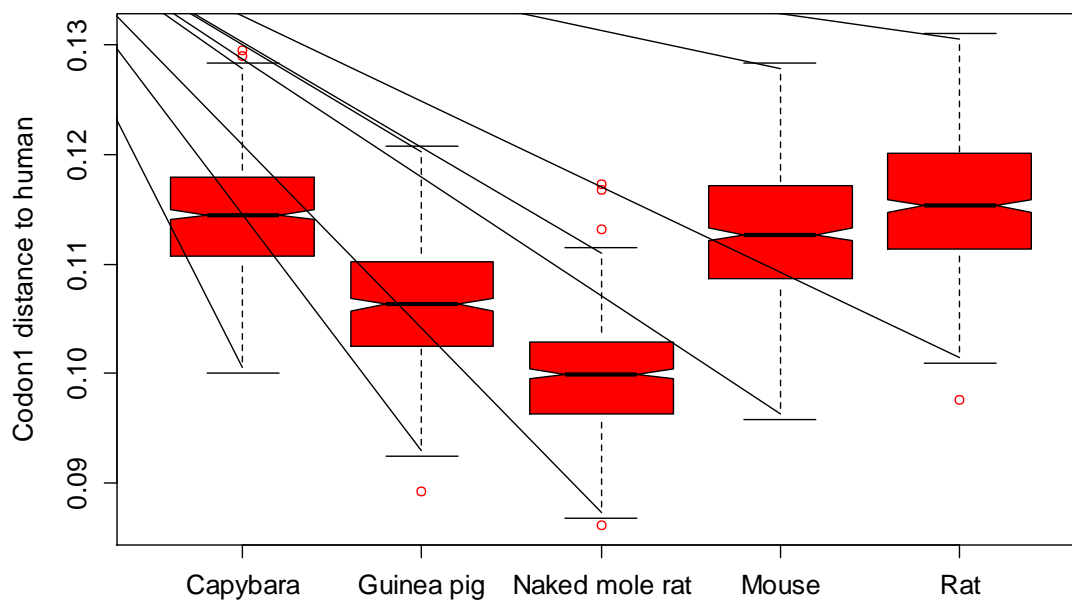 Codon1 distance to human
0.13
0.12
0.11
0.10
0.09
Capybara Guinea pig Naked mole rat Mouse Rat